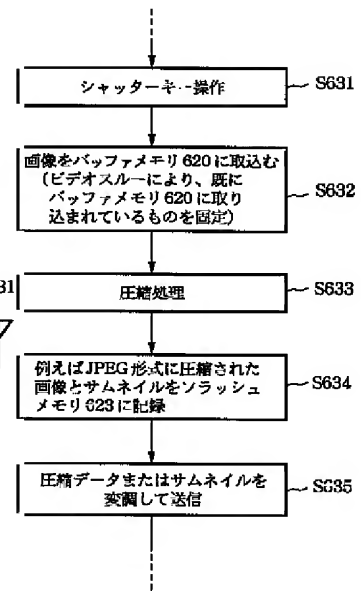 シャッターキー操作
S631
画像をバッファメモリ620に取込む
(ビデオスルーにより、既に
バッファメモリ620に取り
込まれているものを固定)
S632
31
圧縮処理
S633
例えばJPEG形式に圧縮された
画像とサムネイルをフラッシュ
メモリ623に記録
S634
圧縮データまたはサムネイルを
変調して送信
S635